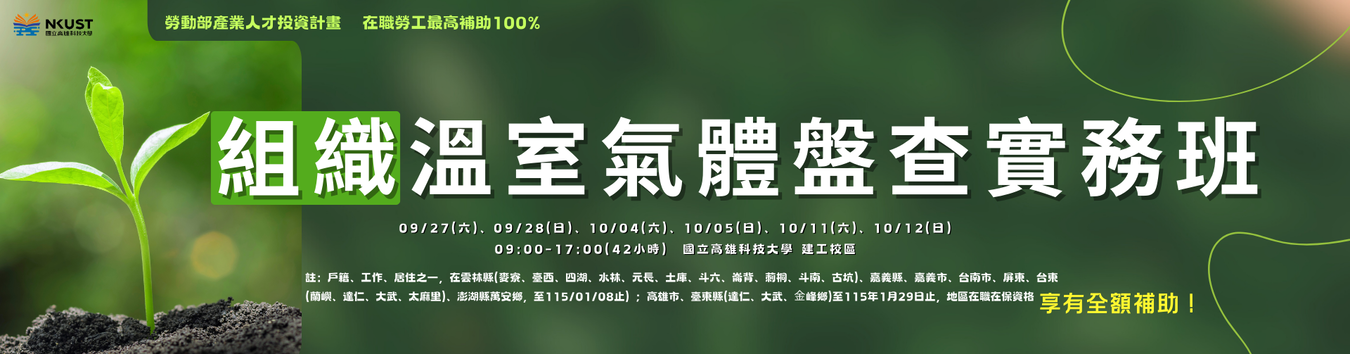 NKUST
國立高雄科技大學
勞動部產業人才投資計畫 在職勞工最高補助100%
組織溫室氣體盤查實務班
09/27(六)、09/28(日)、10/04(六)、10/05(日)、10/11(六)、10/12(日)
09:00-17:00(42小時) 國立高雄科技大學 建工校區
註：戶籍、工作、居住之一，在雲林縣(麥寮、臺西、四湖、水林、元長、土庫、斗六、崙背、莿桐、斗南、古坑)、嘉義縣、嘉義市、台南市、屏東、台東
(蘭嶼、達仁、大武、太麻里)、澎湖縣萬安鄉，至115/01/08止)；高雄市、臺東縣(達仁、大武、金峰鄉)至115年1月29日止，地區在職在保資格 享有全額補助！